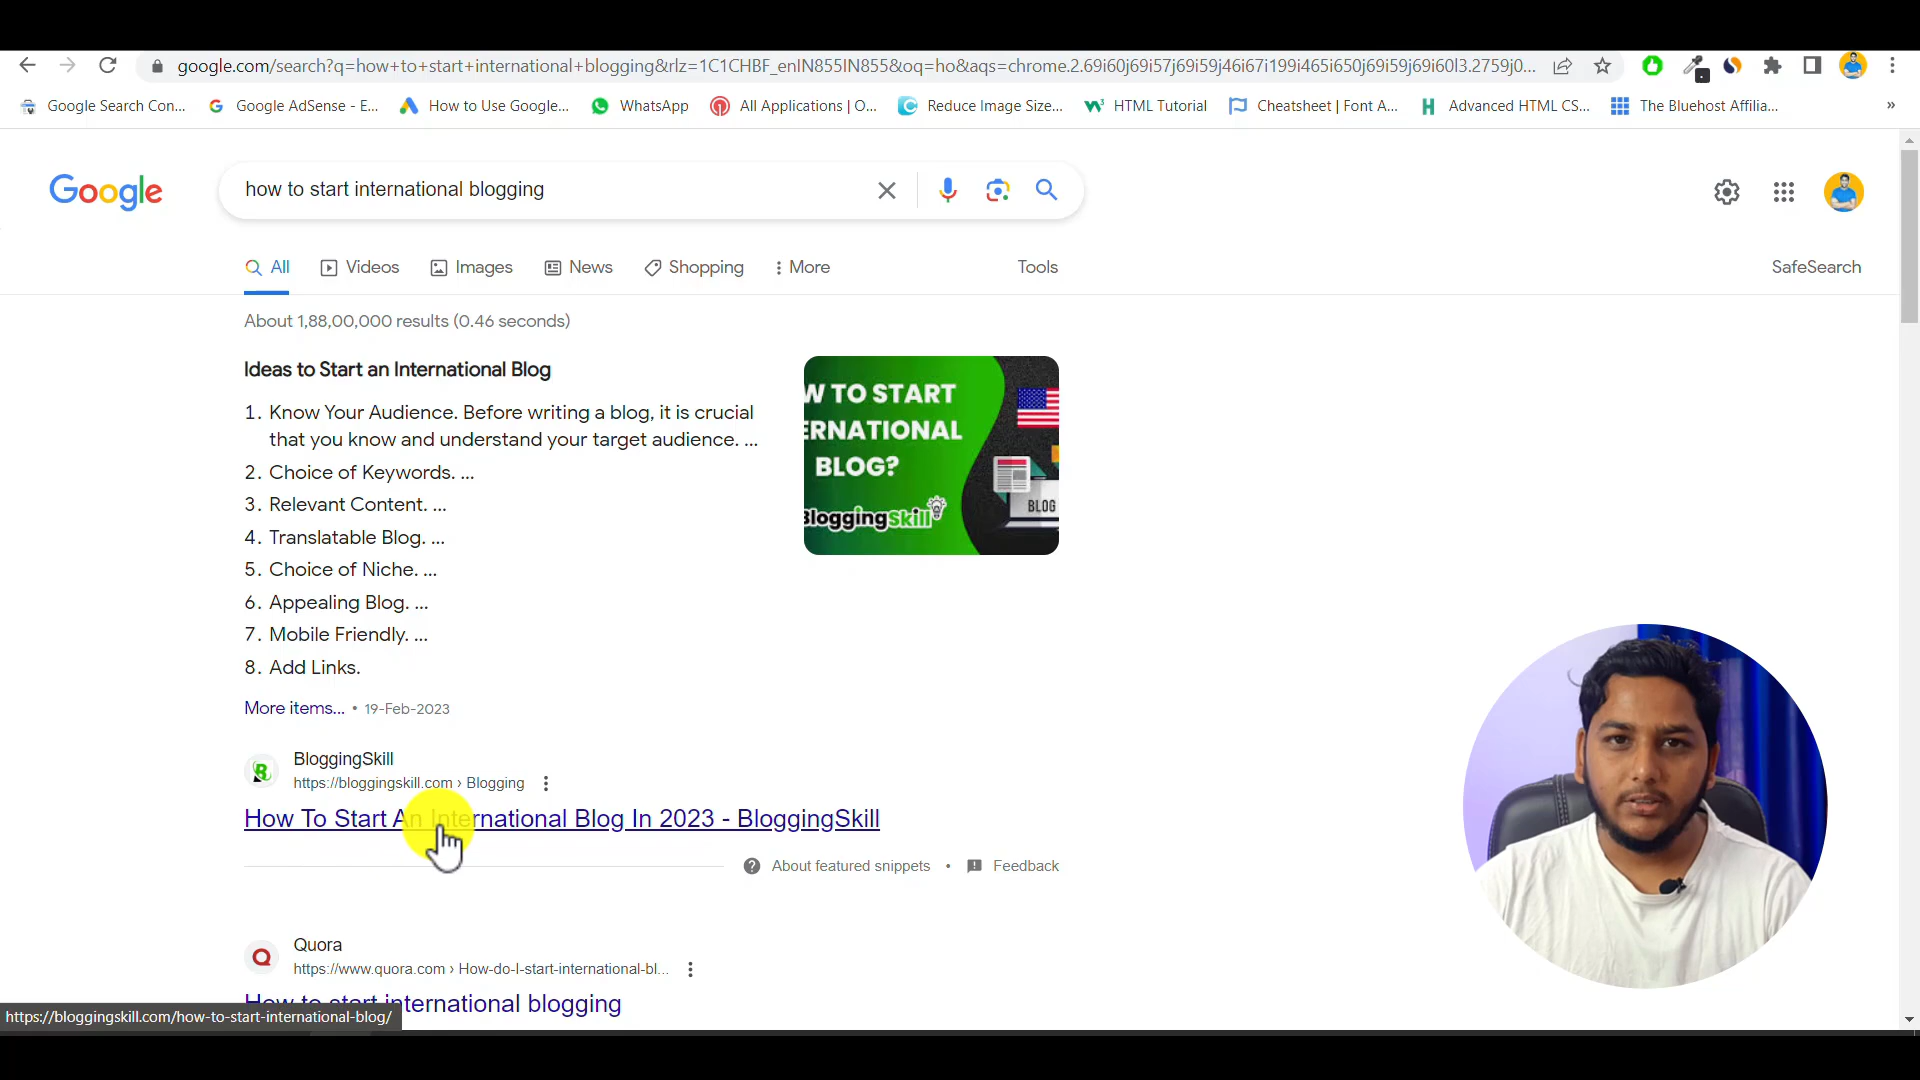 google.com/search?q=how+to+start+international+blogging&rlz=1C1CHBF_enIN855IN855&oq=ho&aqs=chrome.2.69i60j69i57j69i59j46i67i199i465i650j69i59j69i60l3.2759j0...
Google Search Con... Google AdSense - E... How to Use Google... WhatsApp All Applications | O... Reduce Image Size... HTML Tutorial Cheatsheet | Font A... Advanced HTML CS... The Bluehost Affilia... »
Google how to start international blogging
All Videos Images News Shopping More Tools SafeSearch
About 1,88,00,000 results (0.46 seconds)
Ideas to Start an International Blog
1. Know Your Audience. Before writing a blog, it is crucial
that you know and understand your target audience. ...
2. Choice of Keywords. ...
3. Relevant Content. ...
4. Translatable Blog. ...
5. Choice of Niche. ...
6. Appealing Blog. ...
7. Mobile Friendly. ...
8. Add Links.
More items... • 19-Feb-2023
W TO START
ERNATIONAL
BLOG?
BloggingSkill
BLOG
BloggingSkill
https://bloggingskill.com › Blogging
How To Start An International Blog In 2023 - BloggingSkill
About featured snippets • Feedback
Quora
https://www.quora.com › How-do-I-start-international-bl...
How to start international blogging
https://bloggingskill.com/how-to-start-international-blog/